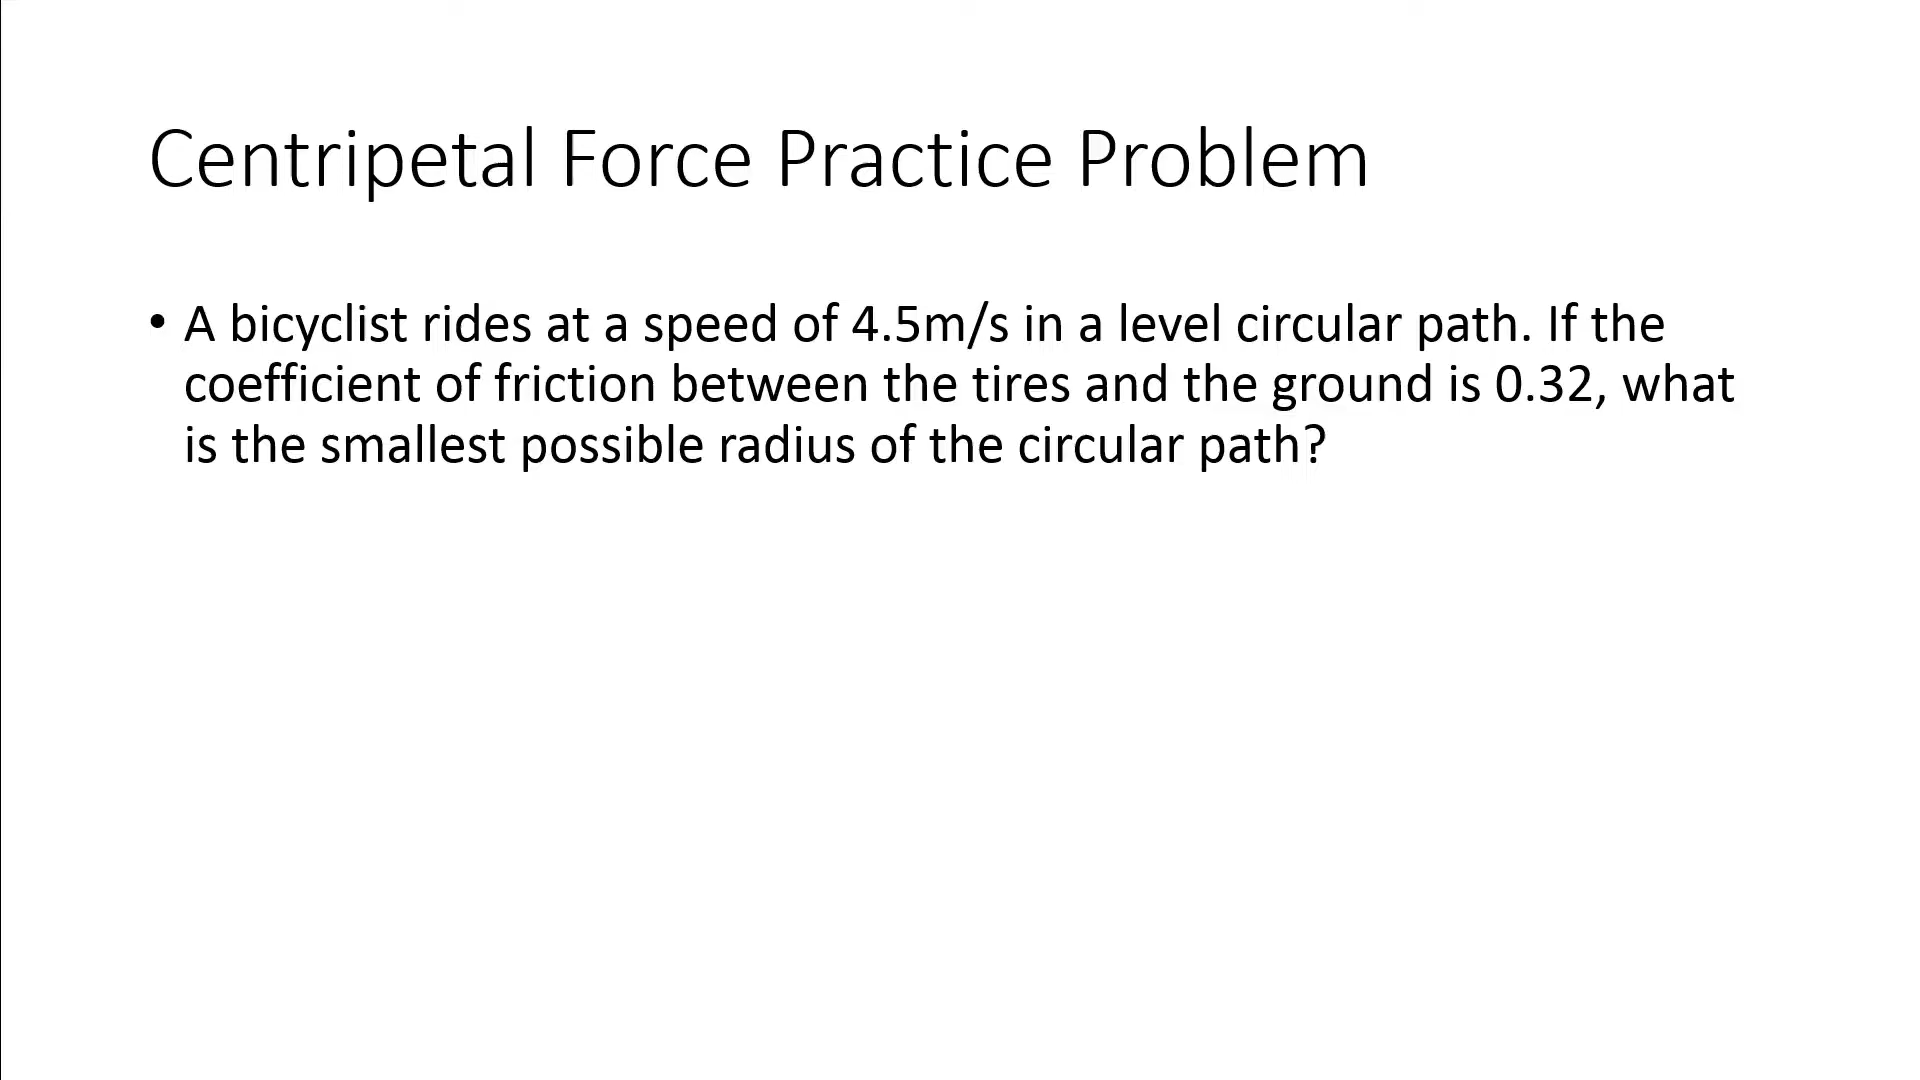 Centripetal Force Practice Problem
• A bicyclist rides at a speed of 4.5m/s in a level circular path. If the
coefficient of friction between the tires and the ground is 0.32, what
is the smallest possible radius of the circular path?